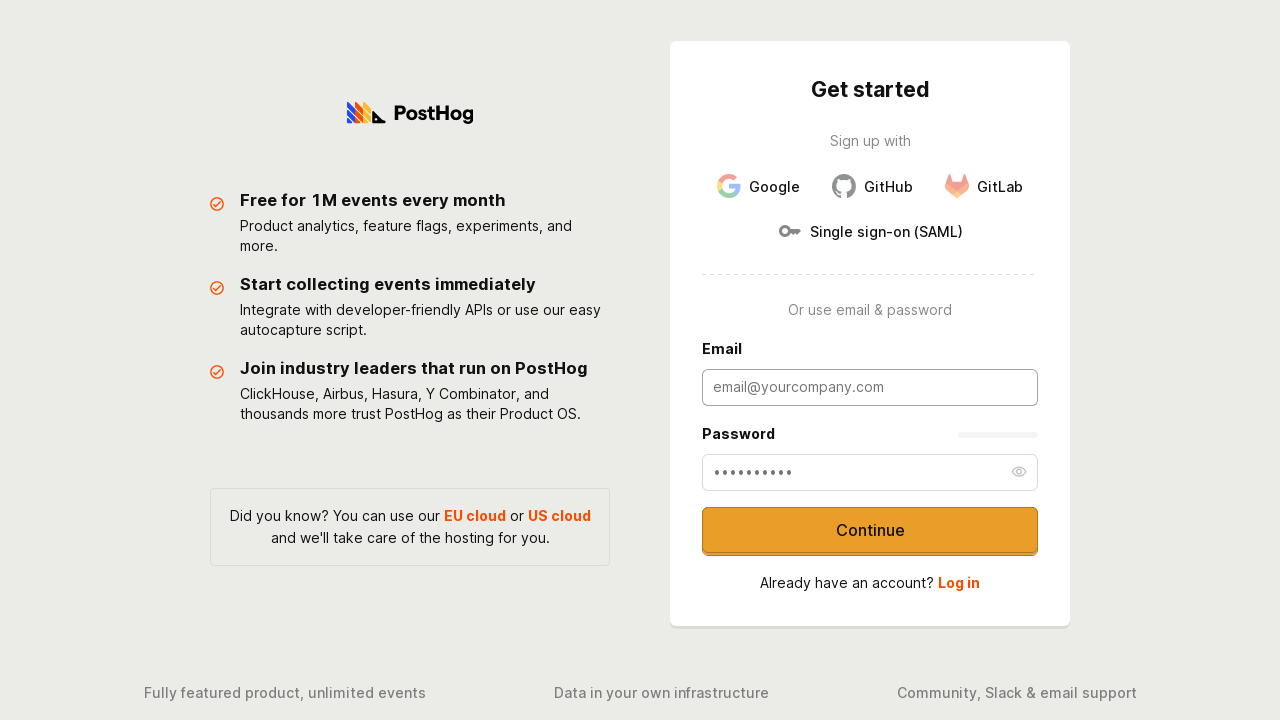 PostHog
Free for 1M events every month
Product analytics, feature flags, experiments, and
more.
Start collecting events immediately
Integrate with developer-friendly APIs or use our easy
autocapture script.
Join industry leaders that run on PostHog
ClickHouse, Airbus, Hasura, Y Combinator, and
thousands more trust PostHog as their Product OS.
Did you know? You can use our EU cloud or US cloud
and we'll take care of the hosting for you.
Get started
Sign up with
Google GitHub GitLab
Single sign-on (SAML)
Or use email & password
Email
email@yourcompany.com
Password
••••••••••
Continue
Already have an account? Log in
Fully featured product, unlimited events
Data in your own infrastructure
Community, Slack & email support